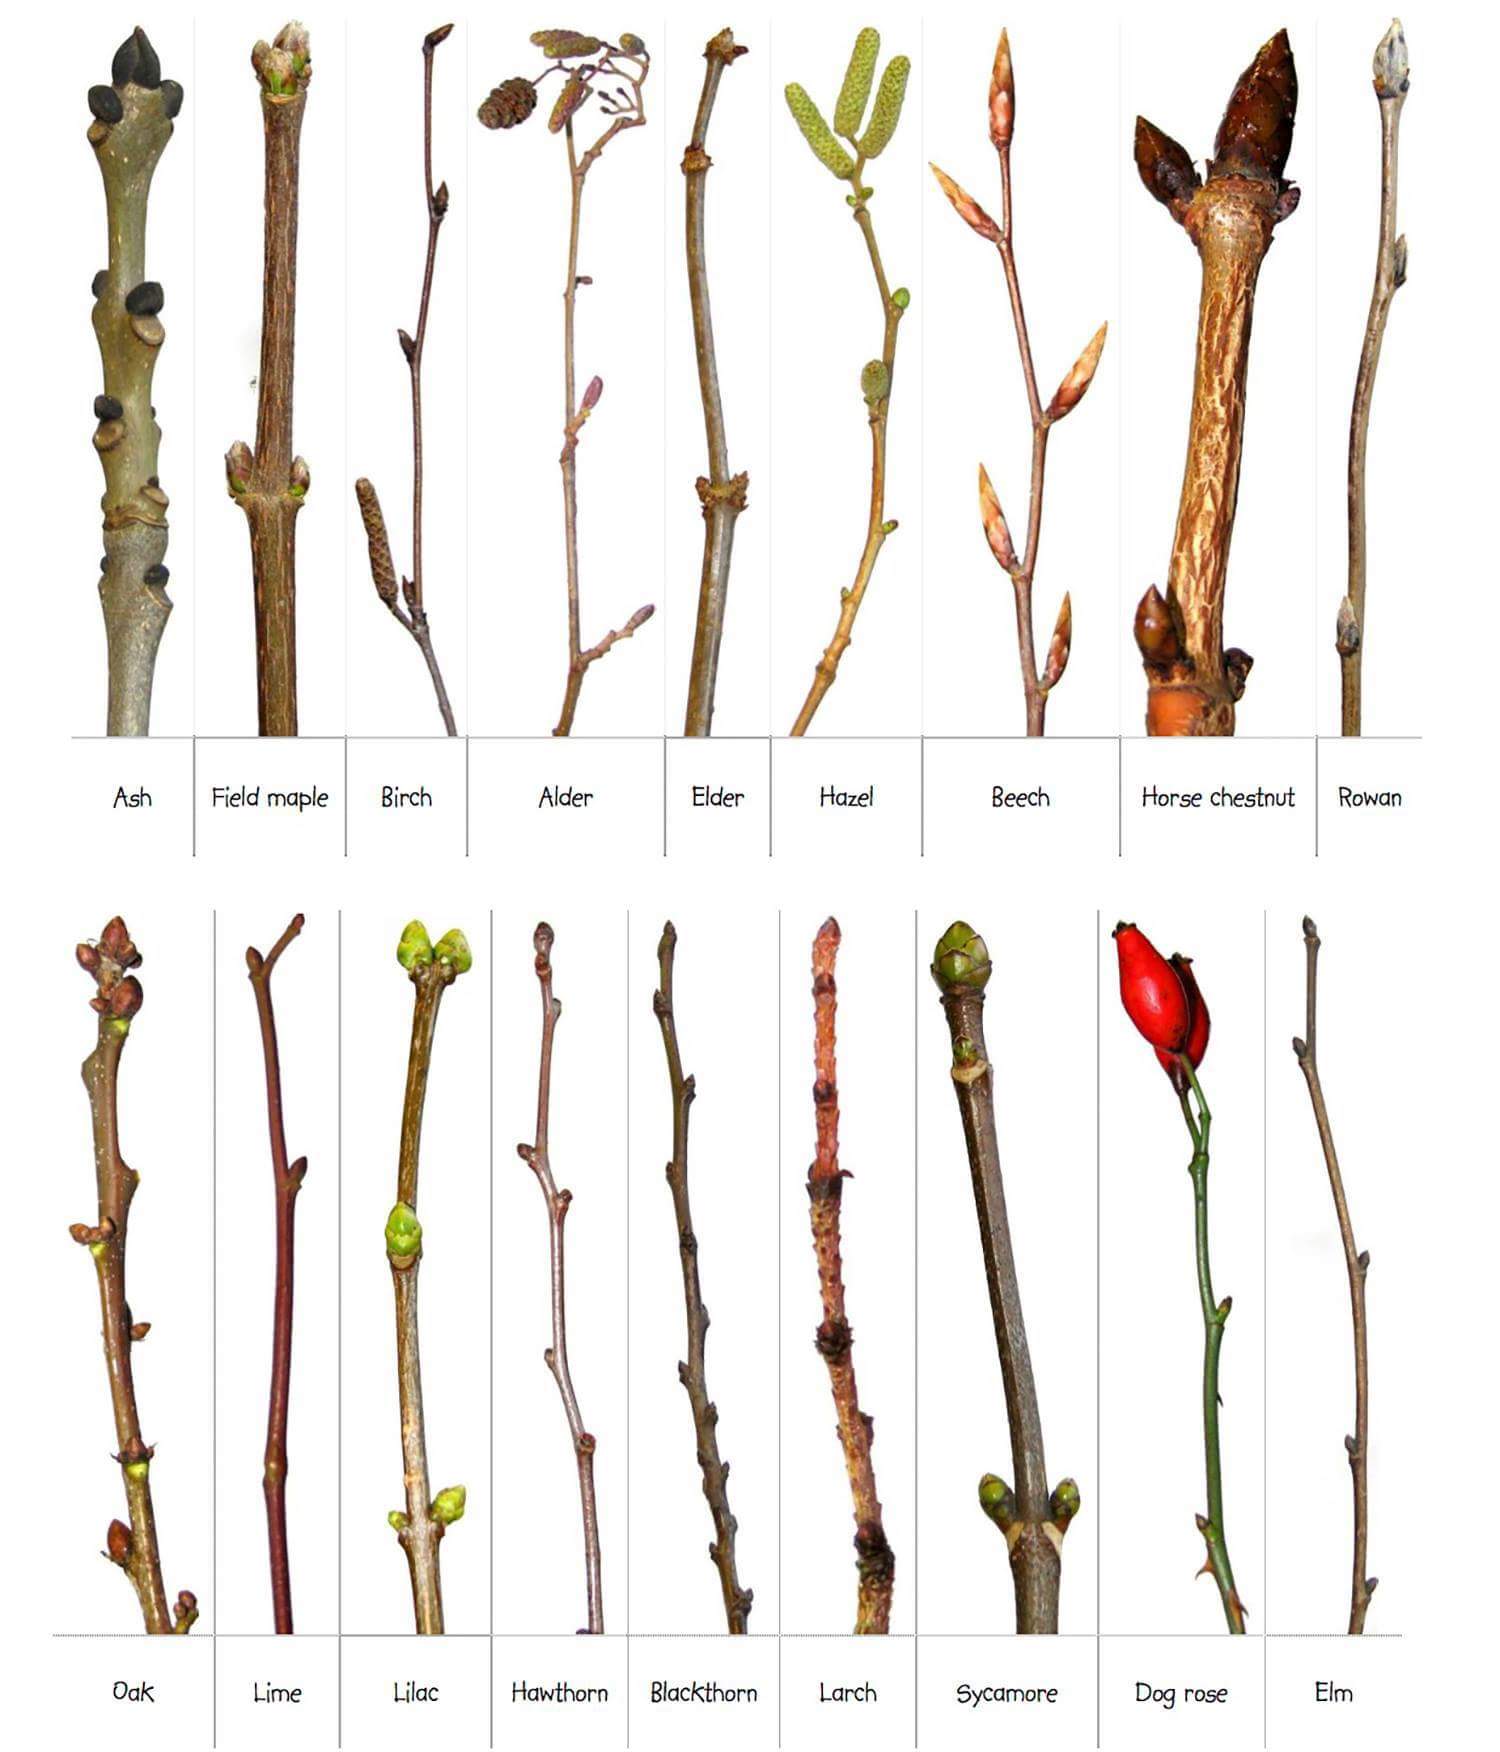 Ash
Field maple
Birch
Alder
Elder
Hazel
Beech
Horse chestnut
Rowan
Oak
Lime
Lilac
Hawthorn
Blackthorn
Larch
Sycamore
Dog rose
Elm